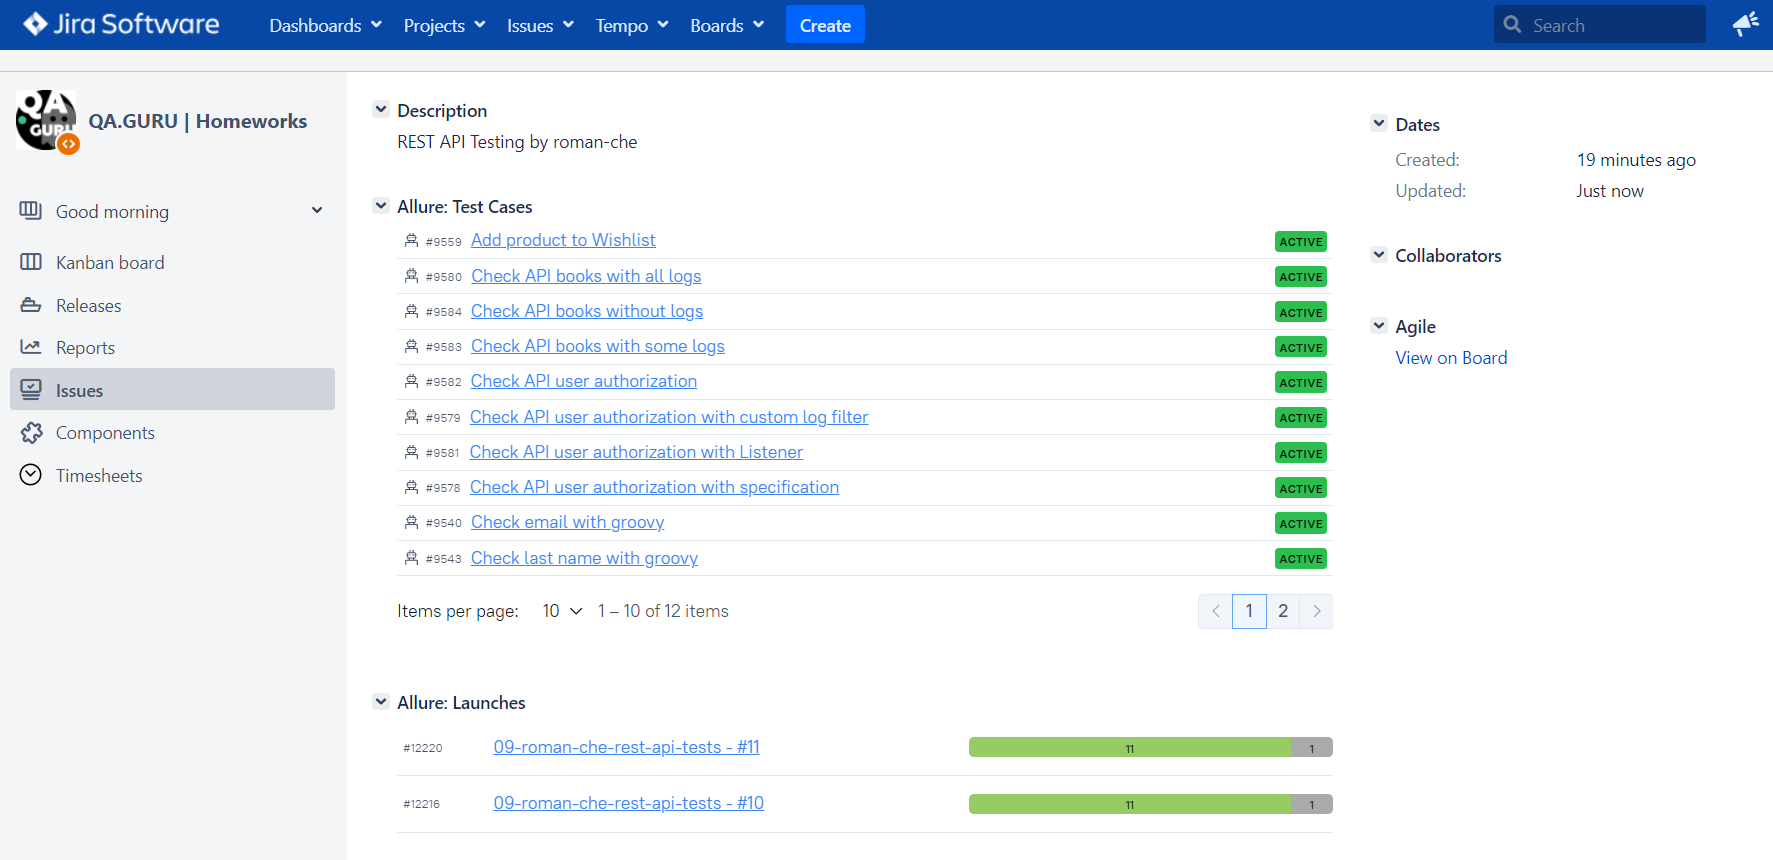 Jira Software
Dashboards Projects Issues Tempo Boards Create Search
QA GURU
QA.GURU | Homeworks
Good morning
Kanban board
Releases
Reports
Issues
Components
Timesheets
Description
REST API Testing by roman-che
Allure: Test Cases
#9559 Add product to Wishlist ACTIVE
#9580 Check API books with all logs ACTIVE
#9584 Check API books without logs ACTIVE
#9583 Check API books with some logs ACTIVE
#9582 Check API user authorization ACTIVE
#9579 Check API user authorization with custom log filter ACTIVE
#9581 Check API user authorization with Listener ACTIVE
#9578 Check API user authorization with specification ACTIVE
#9540 Check email with groovy ACTIVE
#9543 Check last name with groovy ACTIVE
Items per page: 10 1 – 10 of 12 items 1 2
Allure: Launches
#12220 09-roman-che-rest-api-tests - #11 11 1
#12216 09-roman-che-rest-api-tests - #10 11 1
Dates
Created: 19 minutes ago
Updated: Just now
Collaborators
Agile
View on Board